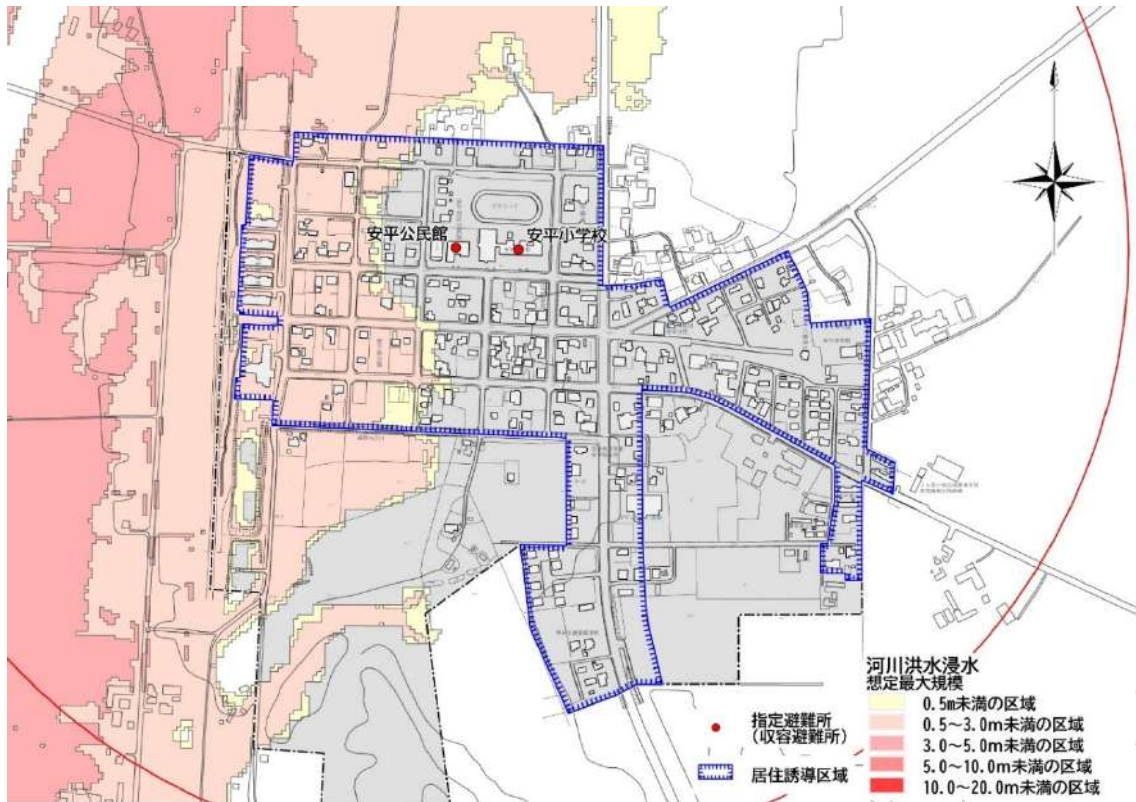 安平公民館
安平小学校
河川洪水浸水
想定最大規模
0.5m未満の区域
0.5～3.0m未満の区域
3.0～5.0m未満の区域
5.0～10.0m未満の区域
10.0～20.0m未満の区域
指定避難所
(収容避難所)
居住誘導区域